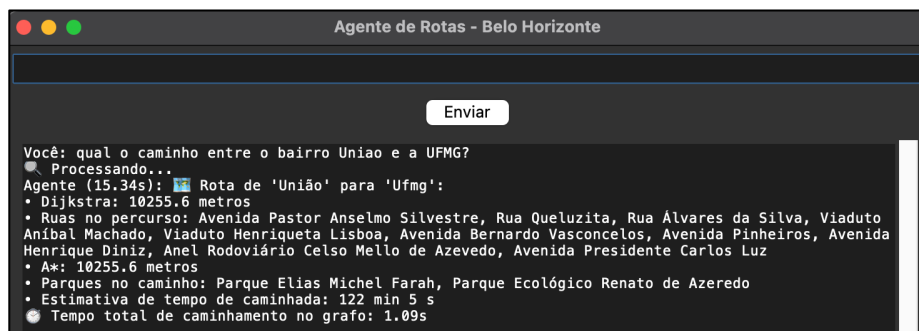 Agente de Rotas - Belo Horizonte
Enviar
Você: qual o caminho entre o bairro Uniao e a UFMG?
🔍 Processando...
Agente (15.34s): 🗺️ Rota de 'União' para 'Ufmg':
• Dijkstra: 10255.6 metros
• Ruas no percurso: Avenida Pastor Anselmo Silvestre, Rua Queluzita, Rua Álvares da Silva, Viaduto
Aníbal Machado, Viaduto Henriqueta Lisboa, Avenida Bernardo Vasconcelos, Avenida Pinheiros, Avenida
Henrique Diniz, Anel Rodoviário Celso Mello de Azevedo, Avenida Presidente Carlos Luz
• A*: 10255.6 metros
• Parques no caminho: Parque Elias Michel Farah, Parque Ecológico Renato de Azeredo
• Estimativa de tempo de caminhada: 122 min 5 s
⏱️ Tempo total de caminhamento no grafo: 1.09s